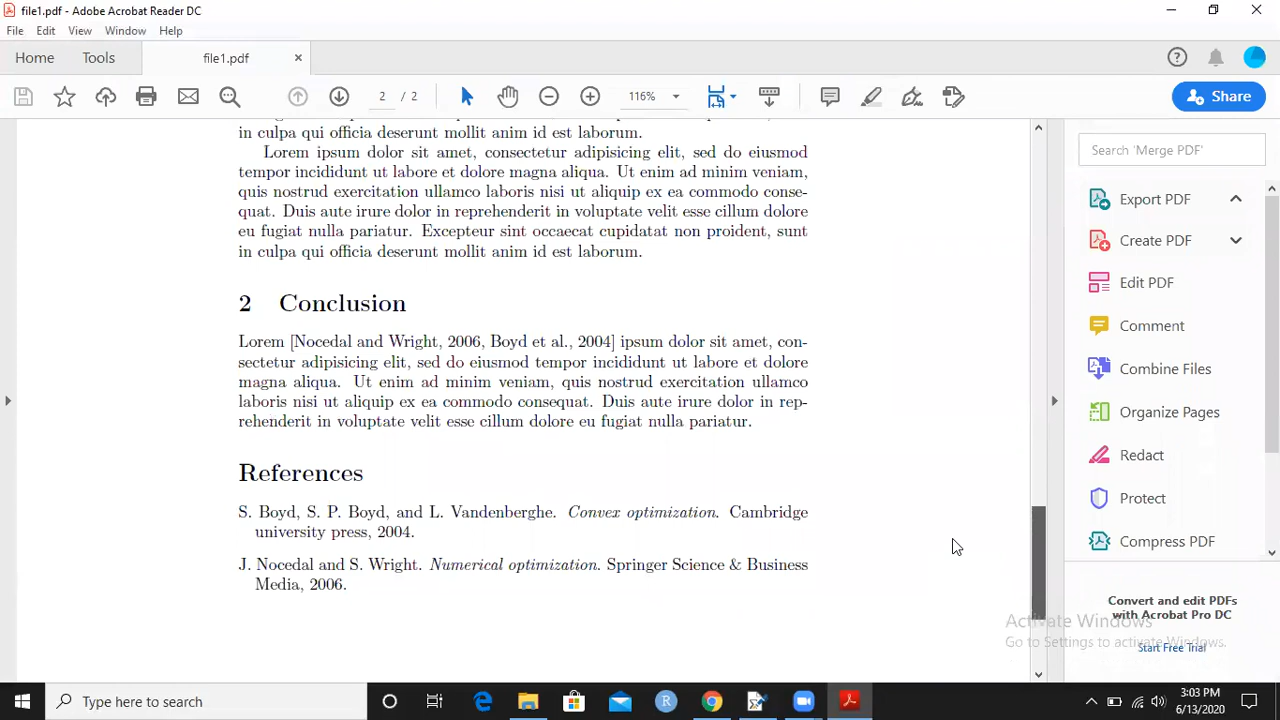 file1.pdf - Adobe Acrobat Reader DC
File Edit View Window Help
Home Tools file1.pdf
2 / 2 116% Share
in culpa qui officia deserunt mollit anim id est laborum.
Lorem ipsum dolor sit amet, consectetur adipisicing elit, sed do eiusmod
tempor incididunt ut labore et dolore magna aliqua. Ut enim ad minim veniam,
quis nostrud exercitation ullamco laboris nisi ut aliquip ex ea commodo conse-
quat. Duis aute irure dolor in reprehenderit in voluptate velit esse cillum dolore
eu fugiat nulla pariatur. Excepteur sint occaecat cupidatat non proident, sunt
in culpa qui officia deserunt mollit anim id est laborum.
2 Conclusion
Lorem [Nocedal and Wright, 2006, Boyd et al., 2004] ipsum dolor sit amet, con-
sectetur adipisicing elit, sed do eiusmod tempor incididunt ut labore et dolore
magna aliqua. Ut enim ad minim veniam, quis nostrud exercitation ullamco
laboris nisi ut aliquip ex ea commodo consequat. Duis aute irure dolor in rep-
rehenderit in voluptate velit esse cillum dolore eu fugiat nulla pariatur.
References
S. Boyd, S. P. Boyd, and L. Vandenberghe. Convex optimization. Cambridge
university press, 2004.
J. Nocedal and S. Wright. Numerical optimization. Springer Science & Business
Media, 2006.
Search 'Merge PDF'
Export PDF
Create PDF
Edit PDF
Comment
Combine Files
Organize Pages
Redact
Protect
Compress PDF
Convert and edit PDFs
with Acrobat Pro DC
Start Free Trial
Activate Windows
Go to Settings to activate Windows.
Type here to search
3:03 PM
6/13/2020